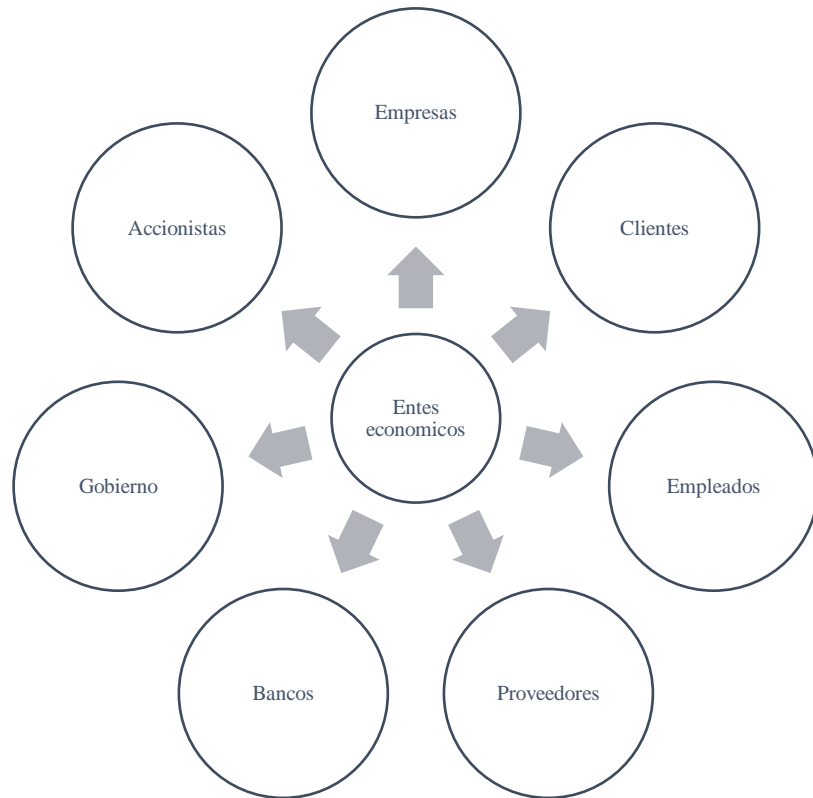 Empresas
Clientes
Empleados
Proveedores
Bancos
Gobierno
Accionistas
Entes
economicos